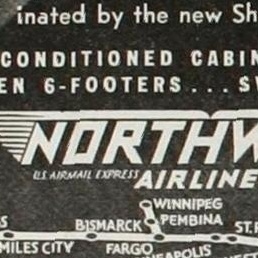 inated by the new Sh
CONDITIONED CABIN
EN 6-FOOTERS... S
NORTHW
U.S. AIRMAIL EXPRESS
AIRLINE
WINNIPEG
PEMBINA
BISMARCK
ST. P
MILES CITY
FARGO
NEAPOLIS